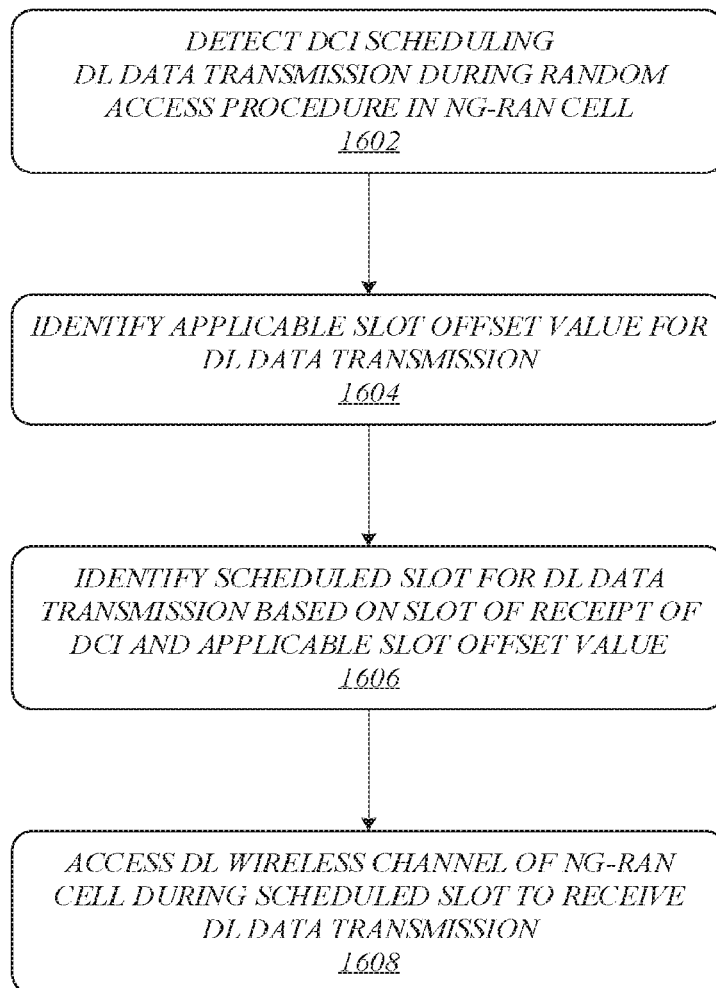 DETECT DCI SCHEDULING
DL DATA TRANSMISSION DURING RANDOM
ACCESS PROCEDURE IN NG-RAN CELL
1602
IDENTIFY APPLICABLE SLOT OFFSET VALUE FOR
DL DATA TRANSMISSION
1604
IDENTIFY SCHEDULED SLOT FOR DL DATA
TRANSMISSION BASED ON SLOT OF RECEIPT OF
DCI AND APPLICABLE SLOT OFFSET VALUE
1606
ACCESS DL WIRELESS CHANNEL OF NG-RAN
CELL DURING SCHEDULED SLOT TO RECEIVE
DL DATA TRANSMISSION
1608